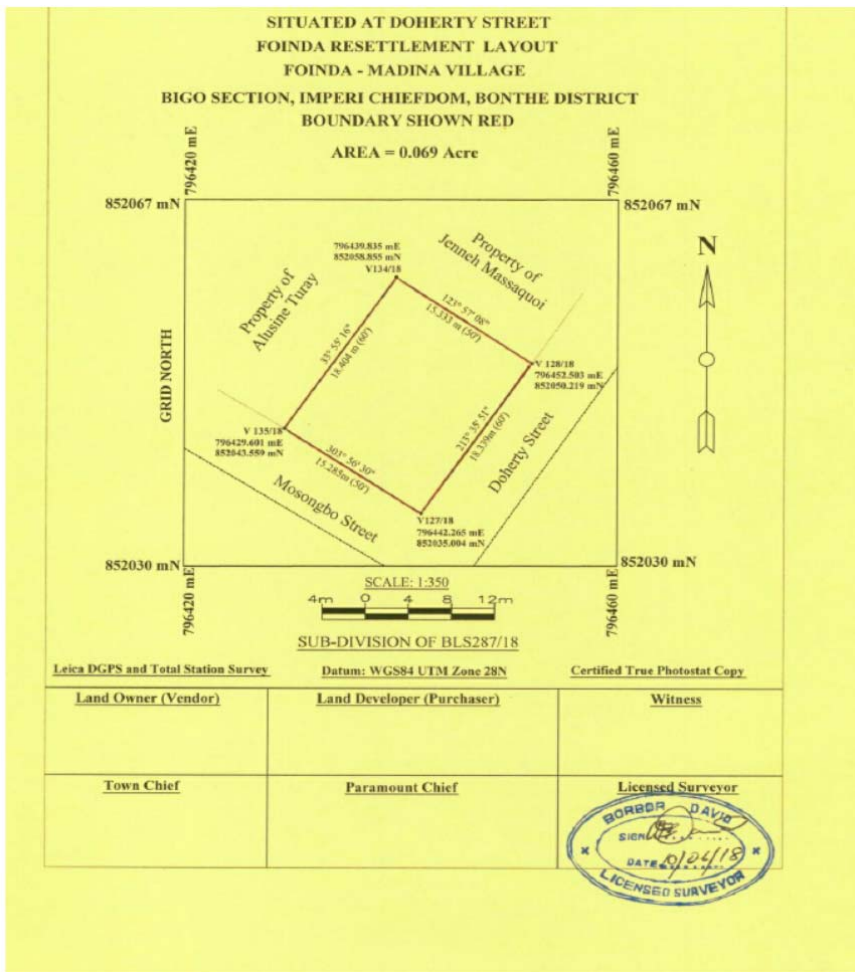 SITUATED AT DOHERTY STREET
FOINDA RESETTLEMENT LAYOUT
FOINDA - MADINA VILLAGE
BIGO SECTION, IMPERI CHIEFDOM, BONTHE DISTRICT
BOUNDARY SHOWN RED
AREA = 0.069 Acre
796420 mE
796460 mE
852067 mN
852067 mN
796439.835 mE
852058.855 mN
V134/18
Property of
Jenneh Massaquoi
Property of
Alusine Turay
N
123° 57' 08"
15.333 m (50')
33° 55' 16"
18.404 m (60')
GRID NORTH
V 128/18
796452.503 mE
852050.219 mN
V 135/18
796429.601 mE
852043.559 mN
213° 55' 51"
18.339m (60')
303° 56' 30"
15.285m (50')
Doherty Street
Mosongbo Street
V127/18
796442.265 mE
852035.004 mN
852030 mN
852030 mN
796420 mE
796460 mE
SCALE: 1:350
4m 0 4 8 12m
SUB-DIVISION OF BLS287/18
Leica DGPS and Total Station Survey
Datum: WGS84 UTM Zone 28N
Certified True Photostat Copy
Land Owner (Vendor)
Land Developer (Purchaser)
Witness
Town Chief
Paramount Chief
Licensed Surveyor
BORBOR DAVID
SIGN
DATE 10/04/18
LICENSED SURVEYOR